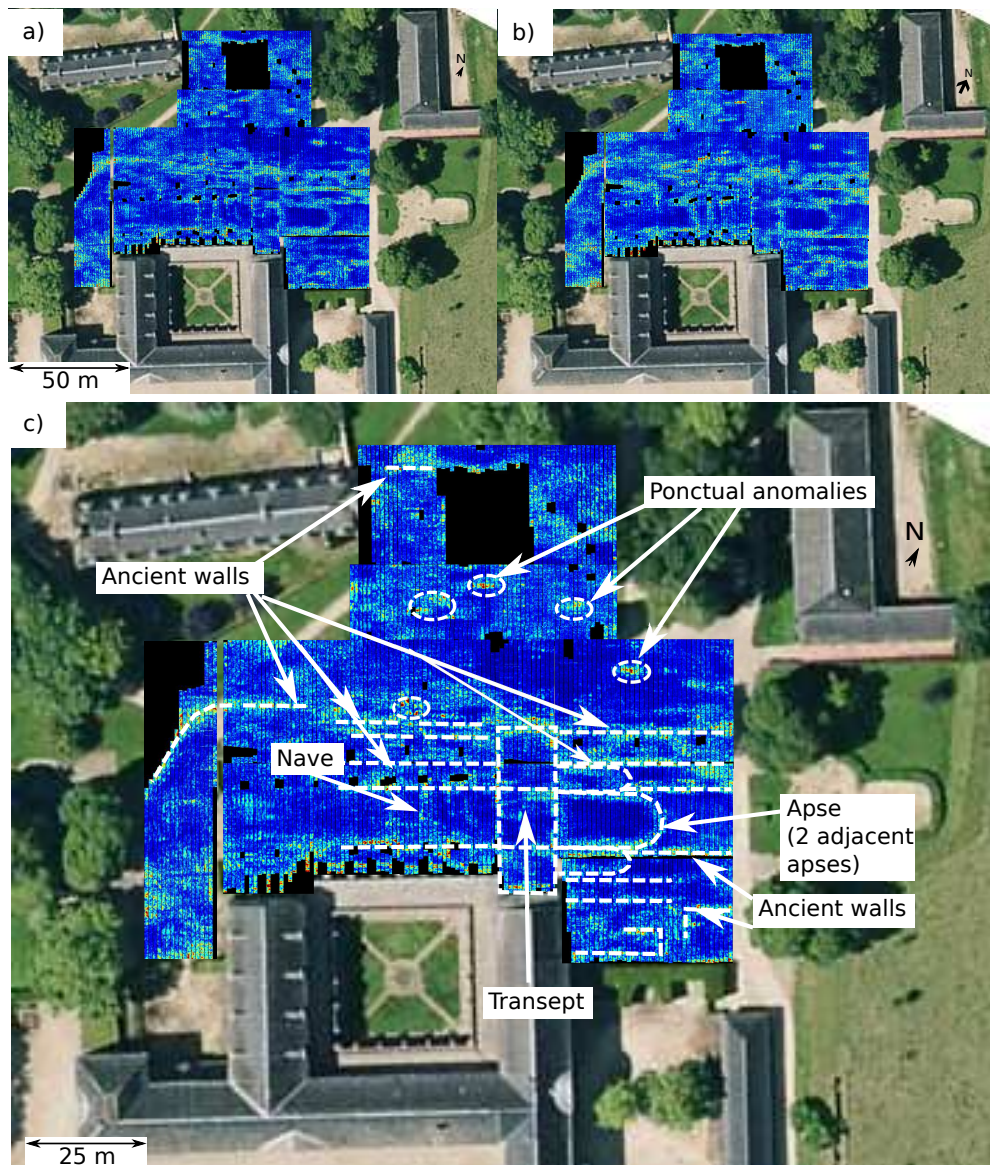 a)
N
50 m
b)
N
c)
Ponctual anomalies
N
Ancient walls
Nave
Apse
(2 adjacent
apses)
Ancient walls
Transept
25 m